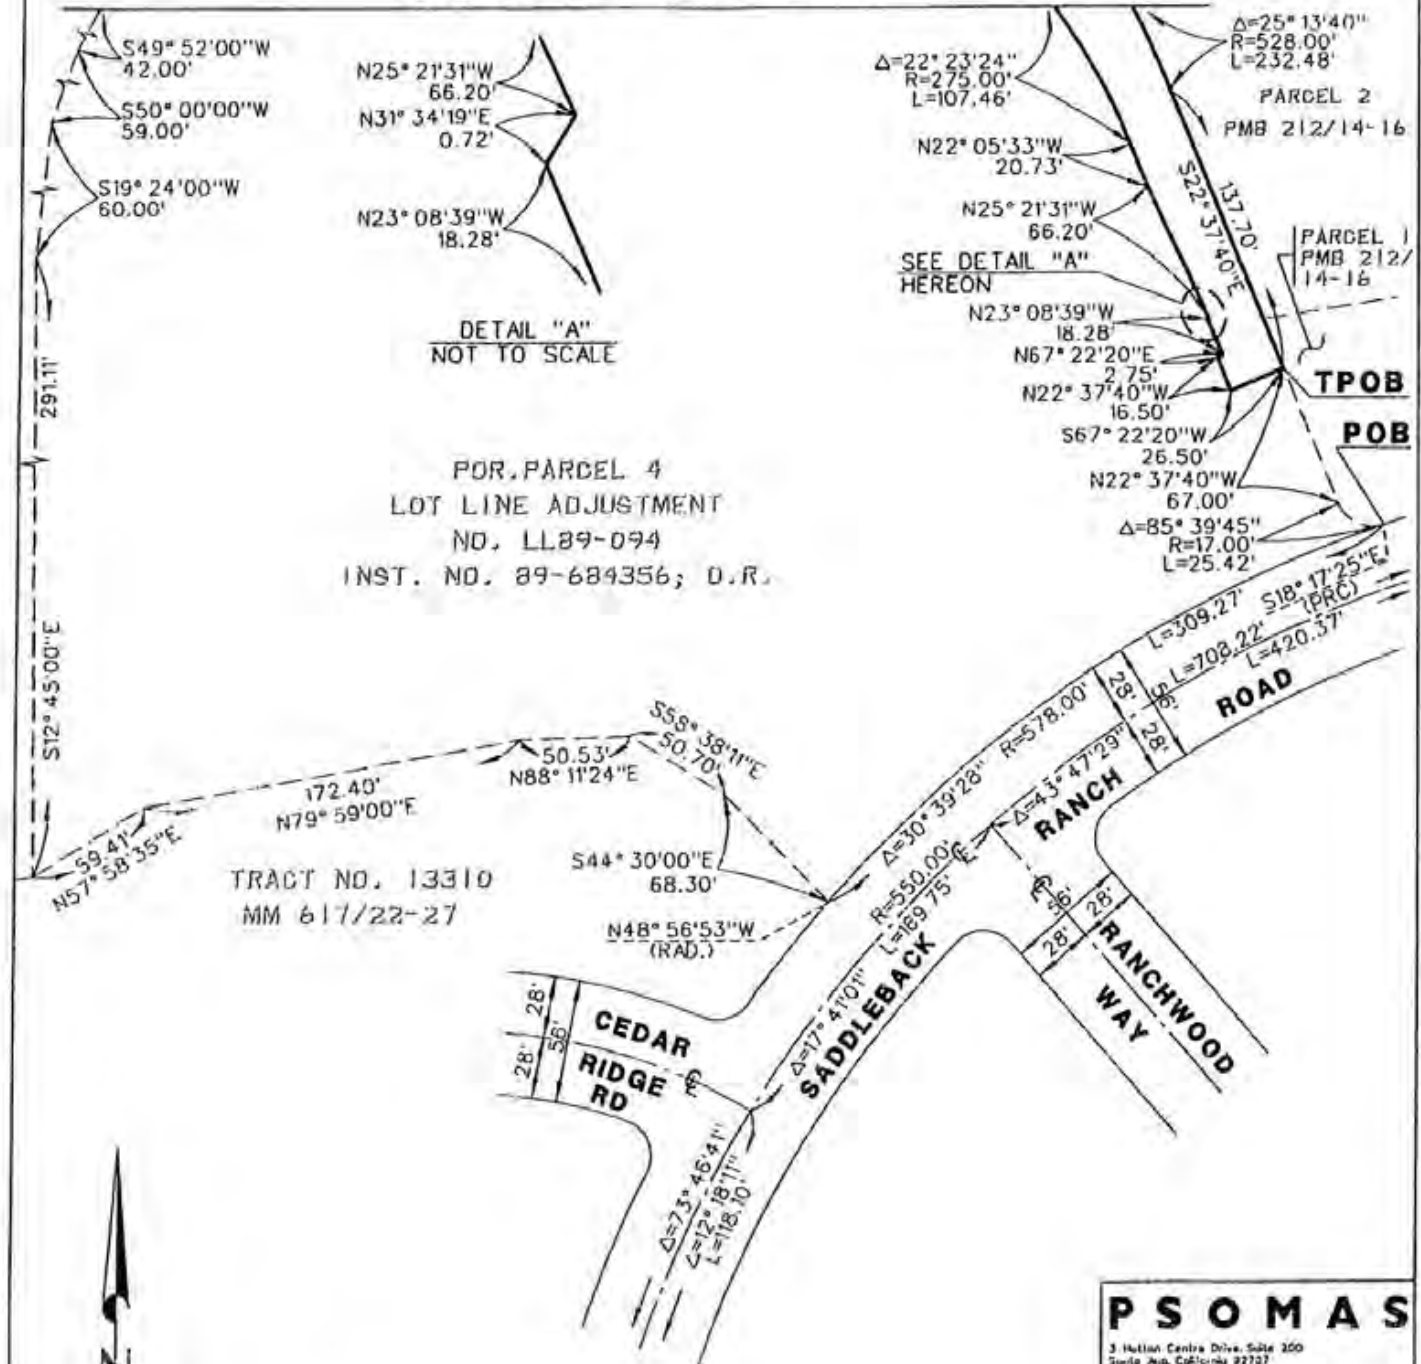 S49° 52'00"W
42.00'
S50° 00'00"W
59.00'
S19° 24'00"W
60.00'
291.11'
S12° 45'00"E
N25° 21'31"W
66.20'
N31° 34'19"E
0.72'
N23° 08'39"W
18.28'
DETAIL "A"
NOT TO SCALE
Δ=22° 23'24"
R=275.00'
L=107.46'
N22° 05'33"W
20.73'
N25° 21'31"W
66.20'
SEE DETAIL "A"
HEREON
N23° 08'39"W
18.28'
N67° 22'20"E
2.75'
N22° 37'40"W
16.50'
S67° 22'20"W
26.50'
N22° 37'40"W
67.00'
Δ=85° 39'45"
R=17.00'
L=25.42'
Δ=25° 13'40"
R=528.00'
L=232.48'
PARCEL 2
PMB 212/14-16
137.70'
S22° 37'40"E
PARCEL 1
PMB 212/
14-16
TPOB
POB
POR. PARCEL 4
LOT LINE ADJUSTMENT
NO. LL89-094
INST. NO. 89-684356; O.R.
L=309.27'
S18° 17'25"E
(PRC)
L=708.22'
L=420.37'
28'
56'
28'
ROAD
RANCH
SADDLEBACK
Δ=30° 39'28" R=578.00'
Δ=43° 47'29"
R=550.00'
L=169.75'
Δ=17° 41'01"
56'
28'
28'
RANCHWOOD
WAY
S58° 38'11"E
50.70'
50.53'
N88° 11'24"E
172.40'
N79° 59'00"E
59.41'
N57° 58'35"E
S44° 30'00"E
68.30'
N48° 56'53"W
(RAD.)
TRACT NO. 13310
MM 617/22-27
28'
56'
28'
CEDAR
RIDGE
RD
Δ=73° 46'41"
Δ=12° 18'11"
L=118.10'
N
PSOMAS
3 Hutton Centre Drive, Suite 200
Santa Ana, California 92707